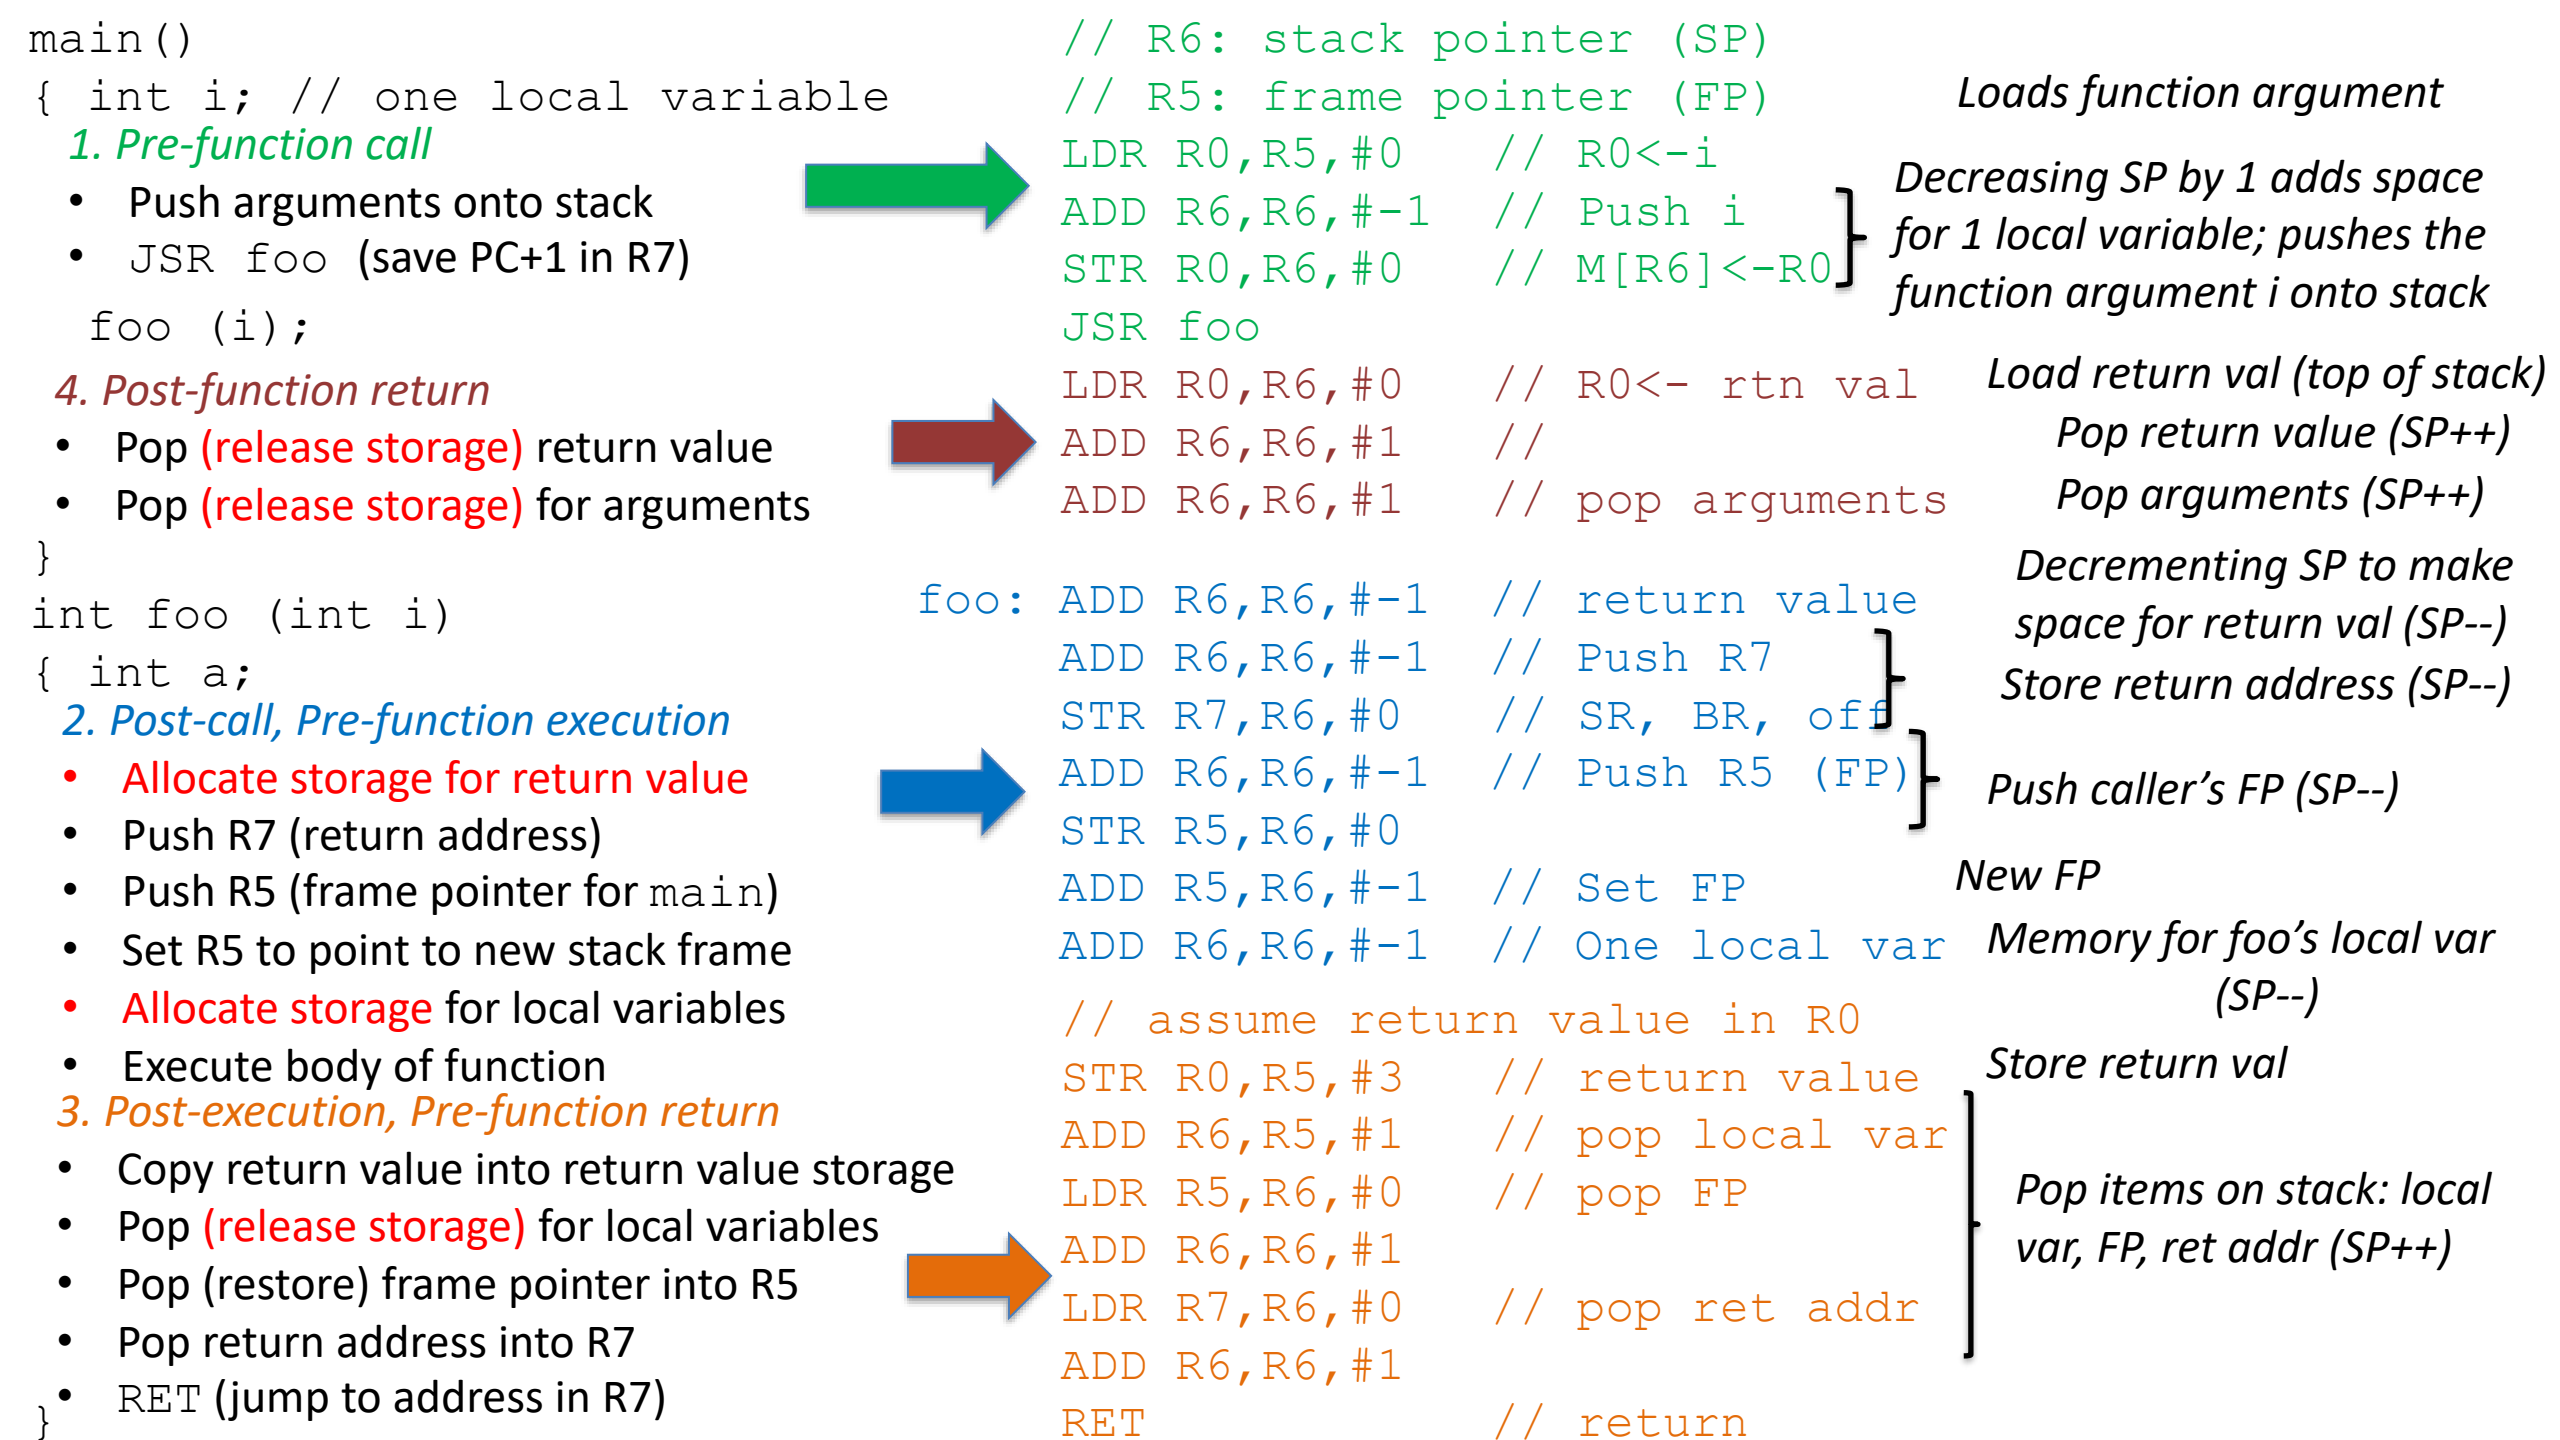 main()
{ int i; // one local variable
1. Pre-function call
• Push arguments onto stack
• JSR foo (save PC+1 in R7)
foo (i);
4. Post-function return
• Pop (release storage) return value
• Pop (release storage) for arguments
}
int foo (int i)
{ int a;
2. Post-call, Pre-function execution
• Allocate storage for return value
• Push R7 (return address)
• Push R5 (frame pointer for main)
• Set R5 to point to new stack frame
• Allocate storage for local variables
• Execute body of function
3. Post-execution, Pre-function return
• Copy return value into return value storage
• Pop (release storage) for local variables
• Pop (restore) frame pointer into R5
• Pop return address into R7
• RET (jump to address in R7)
}
// R6: stack pointer (SP)
// R5: frame pointer (FP)
LDR R0,R5,#0 // R0<-i
ADD R6,R6,#-1 // Push i
STR R0,R6,#0 // M[R6]<-R0
JSR foo
LDR R0,R6,#0 // R0<- rtn val
ADD R6,R6,#1 //
ADD R6,R6,#1 // pop arguments
foo: ADD R6,R6,#-1 // return value
ADD R6,R6,#-1 // Push R7
STR R7,R6,#0 // SR, BR, off
ADD R6,R6,#-1 // Push R5 (FP)
STR R5,R6,#0
ADD R5,R6,#-1 // Set FP
ADD R6,R6,#-1 // One local var
// assume return value in R0
STR R0,R5,#3 // return value
ADD R6,R5,#1 // pop local var
LDR R5,R6,#0 // pop FP
ADD R6,R6,#1
LDR R7,R6,#0 // pop ret addr
ADD R6,R6,#1
RET // return
Loads function argument
Decreasing SP by 1 adds space
for 1 local variable; pushes the
function argument i onto stack
Load return val (top of stack)
Pop return value (SP++)
Pop arguments (SP++)
Decrementing SP to make
space for return val (SP--)
Store return address (SP--)
Push caller’s FP (SP--)
New FP
Memory for foo’s local var
(SP--)
Store return val
Pop items on stack: local
var, FP, ret addr (SP++)